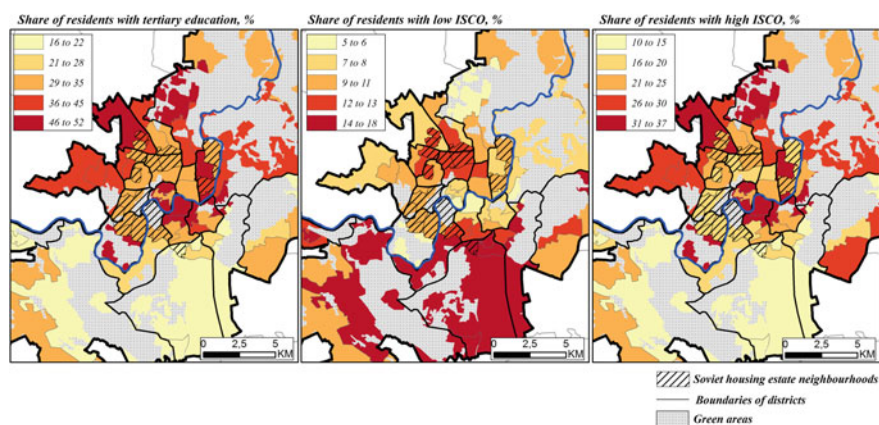 Share of residents with tertiary education, %
16 to 22
21 to 28
29 to 35
36 to 45
46 to 52
0 2,5 5
KM
Share of residents with low ISCO, %
5 to 6
7 to 8
9 to 11
12 to 13
14 to 18
0 2,5 5
KM
Share of residents with high ISCO, %
10 to 15
16 to 20
21 to 25
26 to 30
31 to 37
0 2,5 5
KM
Soviet housing estate neighbourhoods
Boundaries of districts
Green areas